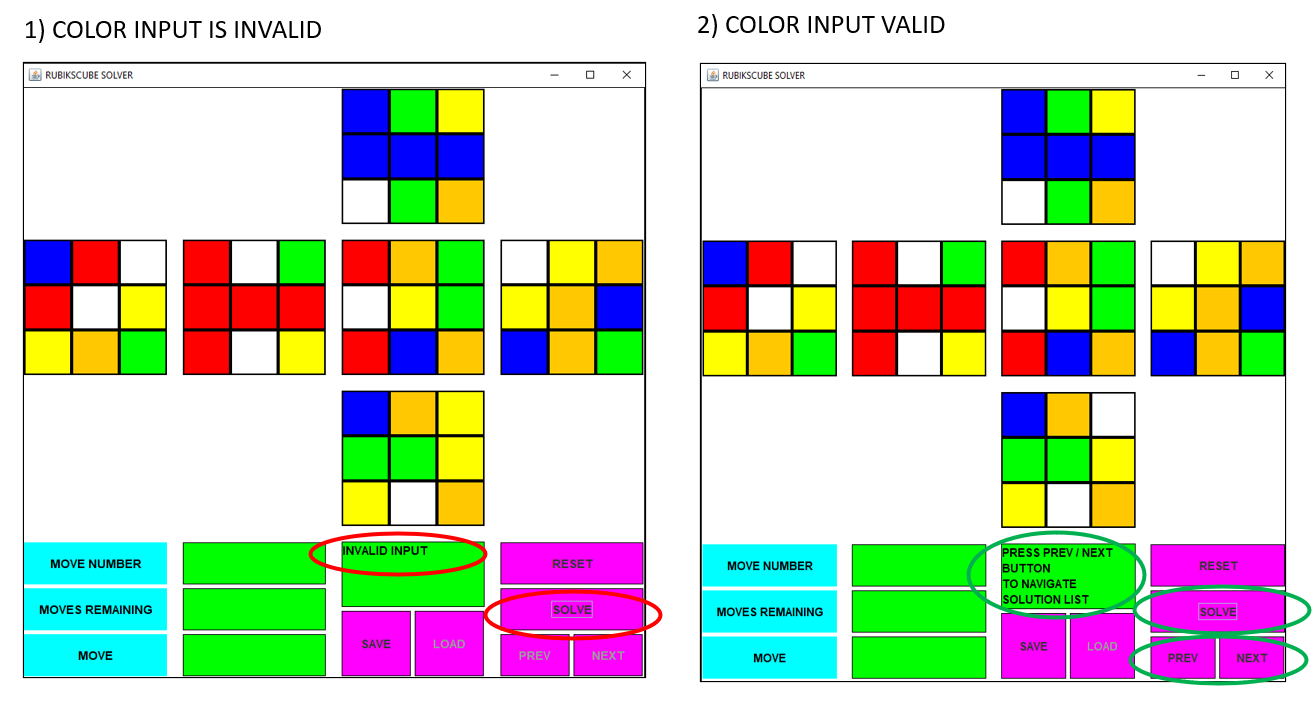 1) COLOR INPUT IS INVALID
RUBIKSCUBE SOLVER
INVALID INPUT
MOVE NUMBER
RESET
MOVES REMAINING
SOLVE
SAVE
LOAD
MOVE
PREV
NEXT
2) COLOR INPUT VALID
RUBIKSCUBE SOLVER
PRESS PREV / NEXT
BUTTON
TO NAVIGATE
SOLUTION LIST
MOVE NUMBER
RESET
MOVES REMAINING
SOLVE
SAVE
LOAD
MOVE
PREV
NEXT